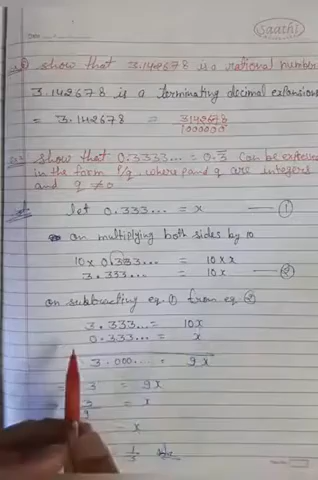 Saathi
show that 3.142678 is a rational number
3.142678 is a terminating decimal expansions
= 3.142678 = 3142678
1000000
show that 0.3333... = 0.3̅ can be expressed
in the form p/q, where p and q are integers
and q ≠ 0
let 0.333... = x ——— ①
on multiplying both sides by 10
10 x 0.333... = 10 x x
3.333... = 10x ——— ②
on subtracting eq. ① from eq ②
3.333... = 10x
0.333... = x
3.000.... = 9x
= 3 = 9x
= 3 = x
9
x
1
3